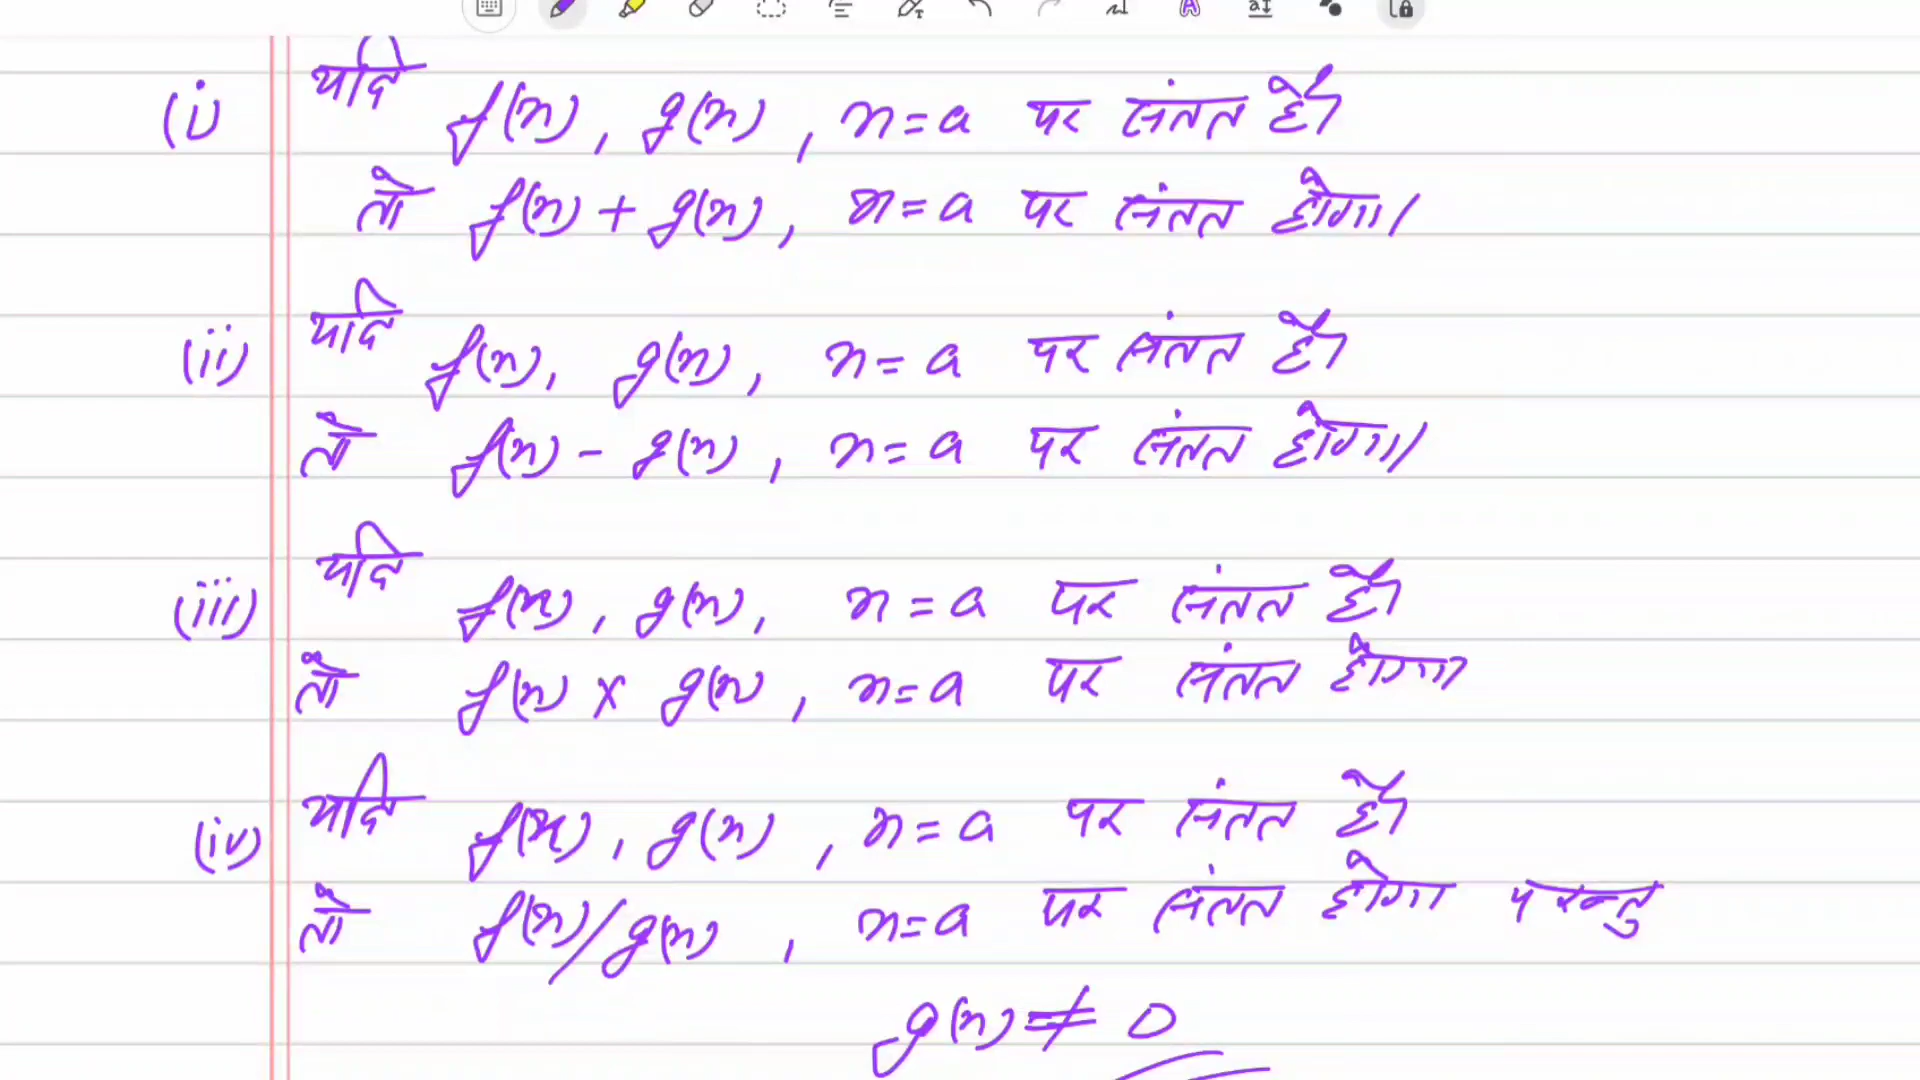 (i) यदि f(x), g(x), x=a पर संतत है।
तो f(x) + g(x), x=a पर संतत होगा।
(ii) यदि f(x), g(x), x=a पर संतत है।
तो f(x) - g(x), x=a पर संतत होगा।
(iii) यदि f(x), g(x), x=a पर संतत है।
तो f(x) × g(x), x=a पर संतत होगा
(iv) यदि f(x), g(x), x=a पर संतत है।
तो f(x)/g(x), x=a पर संतत होगा परन्तु
g(x) ≠ 0